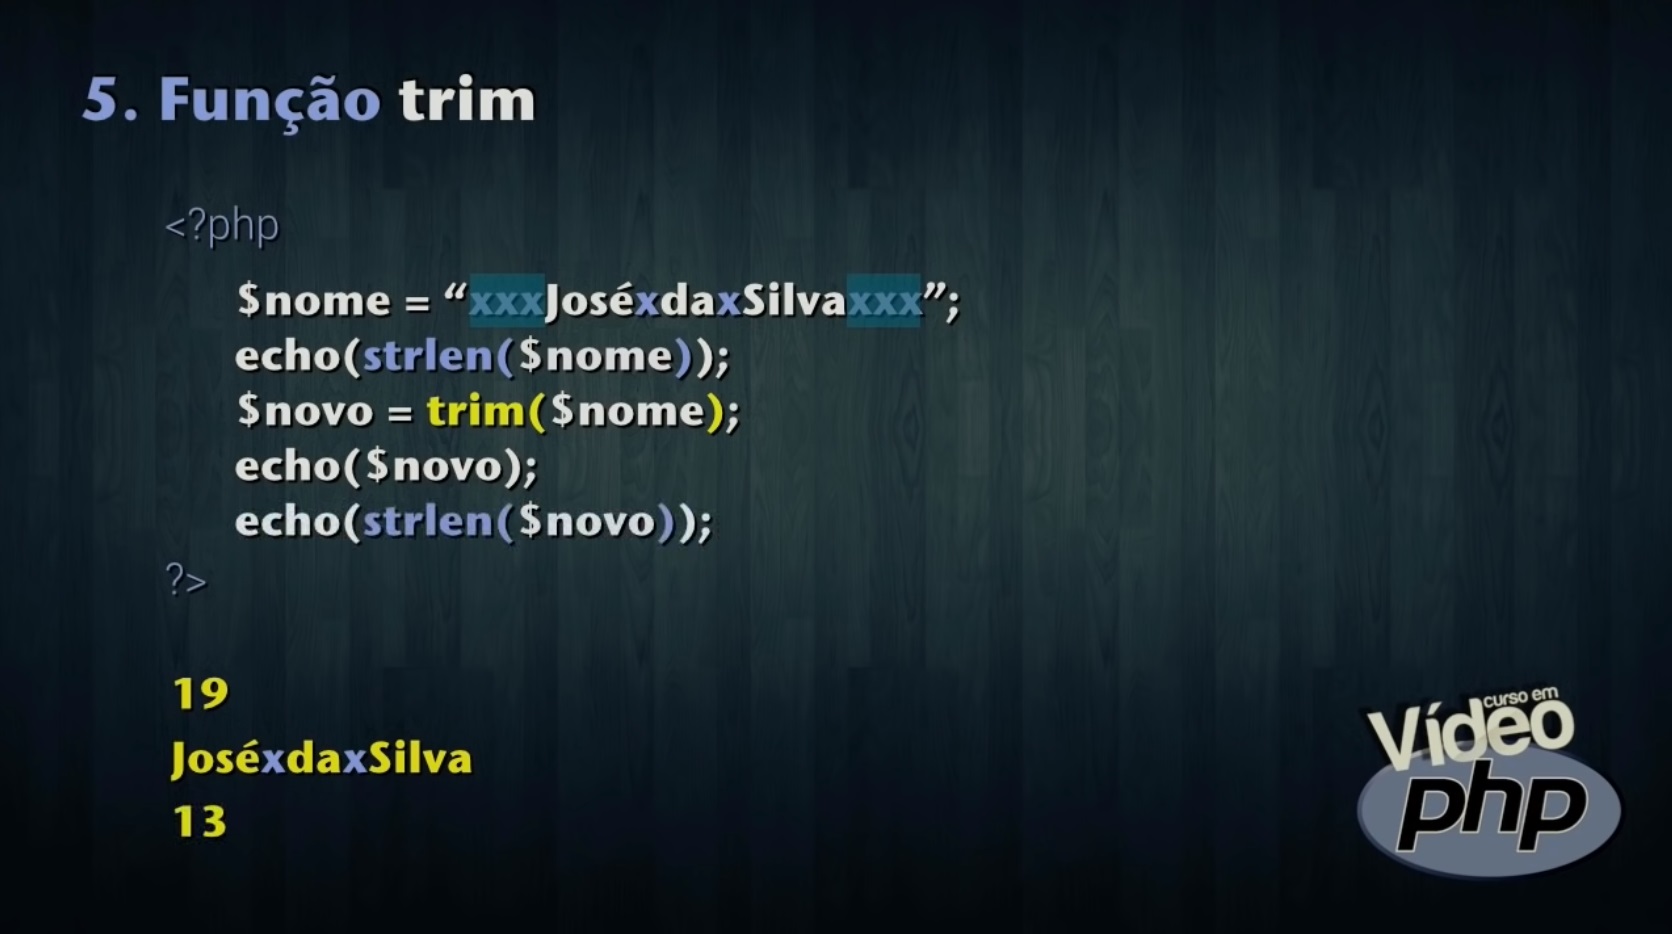 5. Função trim
<?php
$nome = “xxxJoséxdaxSilvaxxx”;
echo(strlen($nome));
$novo = trim($nome);
echo($novo);
echo(strlen($novo));
?>
19
JoséxdaxSilva
13
curso em
Vídeo
php